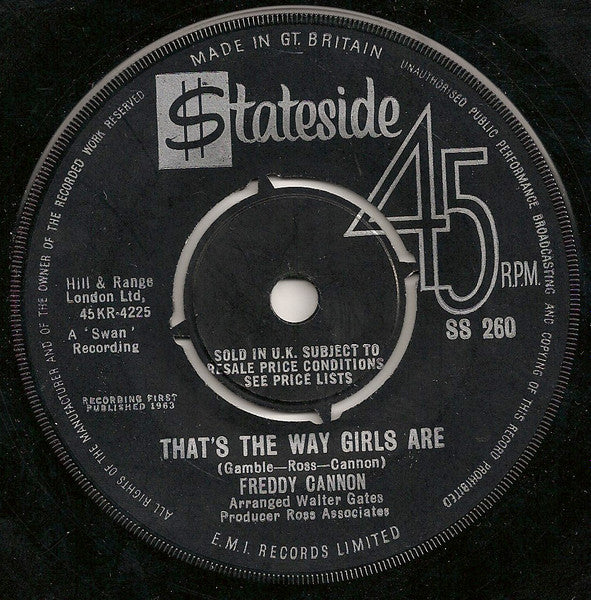 MADE IN GT. BRITAIN
UNAUTHORISED PUBLIC PERFORMANCE BROADCASTING AND COPYING OF THIS RECORD PROHIBITED
ALL RIGHTS OF THE MANUFACTURER AND OF THE OWNER OF THE RECORDED WORK RESERVED
$tateside
45 R.P.M.
SS 260
Hill & Range
London Ltd,
45KR-4225
A 'Swan'
Recording
RECORDING FIRST
PUBLISHED 1963
SOLD IN U.K. SUBJECT TO
RESALE PRICE CONDITIONS
SEE PRICE LISTS
THAT'S THE WAY GIRLS ARE
(Gamble—Ross—Cannon)
FREDDY CANNON
Arranged Walter Gates
Producer Ross Associates
E.M.I. RECORDS LIMITED